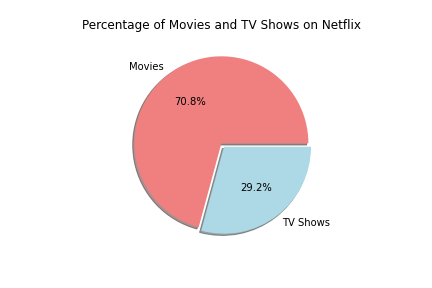 Percentage of Movies and TV Shows on Netflix
Movies
70.8%
29.2%
TV Shows